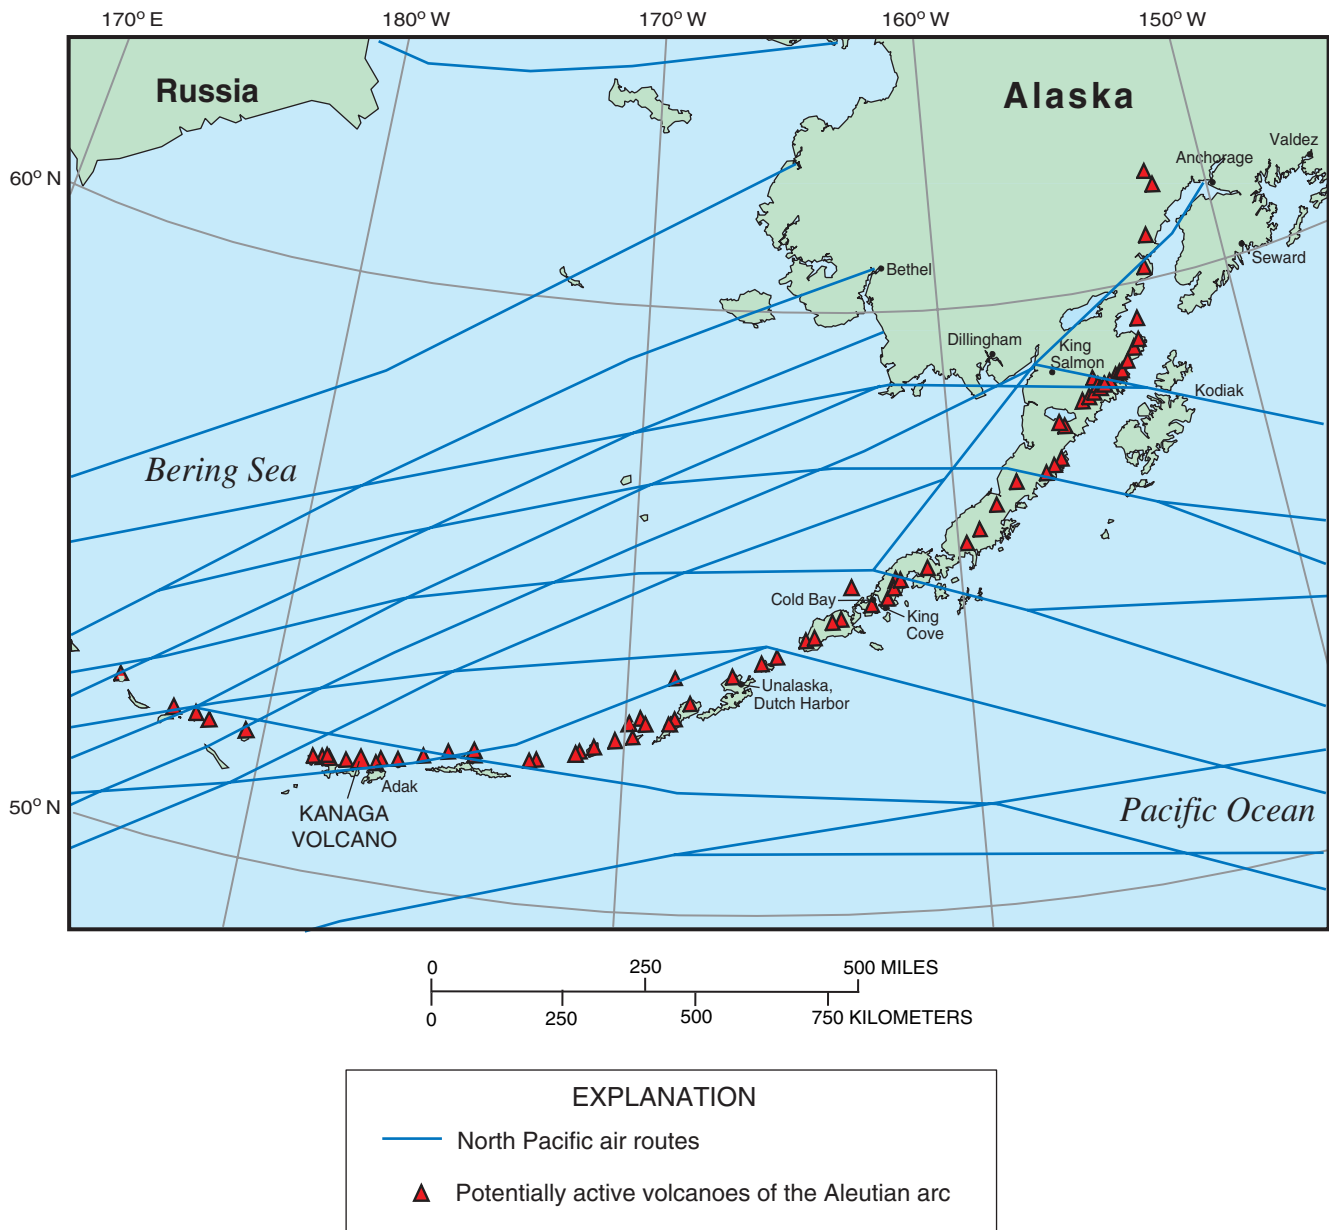 170° E
180° W
170° W
160° W
150° W
Russia
Alaska
Valdez
Anchorage
60° N
Seward
Bethel
Dillingham
King
Salmon
Kodiak
Bering Sea
Cold Bay
King
Cove
Unalaska,
Dutch Harbor
Adak
50° N
KANAGA
VOLCANO
Pacific Ocean
0 250 500 MILES
0 250 500 750 KILOMETERS
EXPLANATION
North Pacific air routes
Potentially active volcanoes of the Aleutian arc